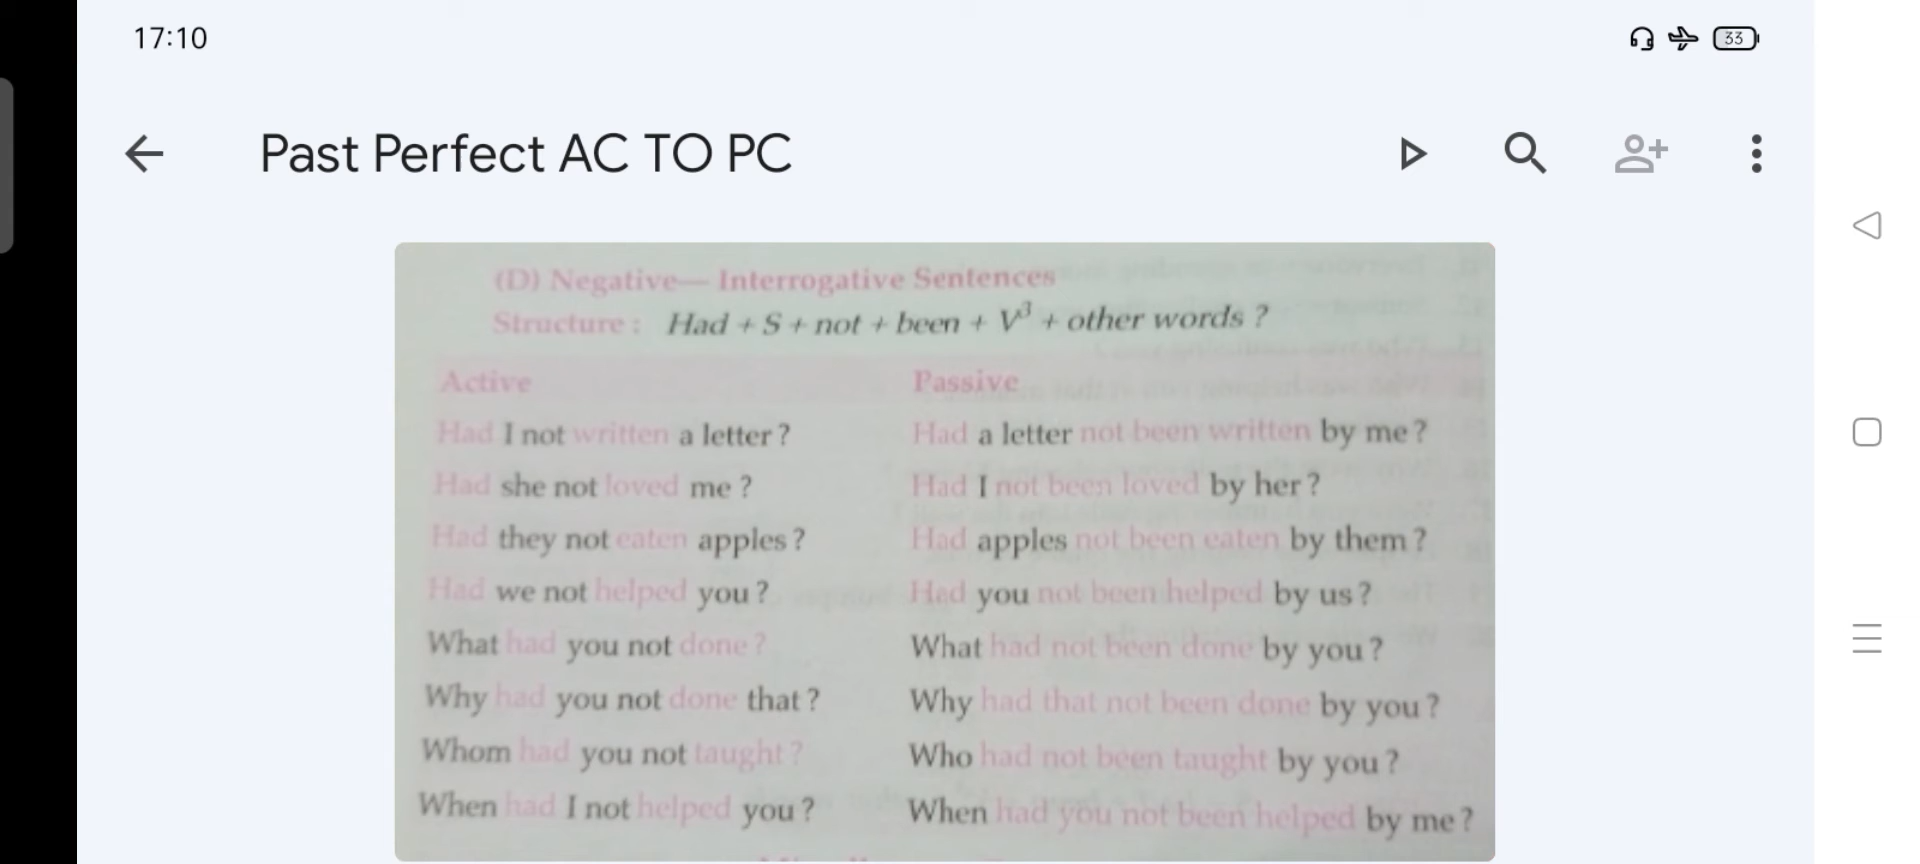 17:10
33
Past Perfect AC TO PC
(D) Negative— Interrogative Sentences
Structure : Had + S + not + been + V³ + other words ?
Active Passive
Had I not written a letter ? Had a letter not been written by me ?
Had she not loved me ? Had I not been loved by her ?
Had they not eaten apples ? Had apples not been eaten by them ?
Had we not helped you ? Had you not been helped by us ?
What had you not done ? What had not been done by you ?
Why had you not done that ? Why had that not been done by you ?
Whom had you not taught ? Who had not been taught by you ?
When had I not helped you ? When had you not been helped by me ?